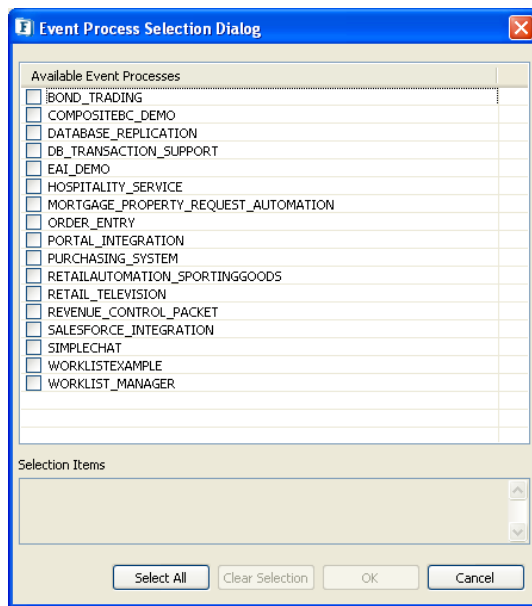 Event Process Selection Dialog
Available Event Processes
BOND_TRADING
COMPOSITEBC_DEMO
DATABASE_REPLICATION
DB_TRANSACTION_SUPPORT
EAI_DEMO
HOSPITALITY_SERVICE
MORTGAGE_PROPERTY_REQUEST_AUTOMATION
ORDER_ENTRY
PORTAL_INTEGRATION
PURCHASING_SYSTEM
RETAILAUTOMATION_SPORTINGGOODS
RETAIL_TELEVISION
REVENUE_CONTROL_PACKET
SALESFORCE_INTEGRATION
SIMPLECHAT
WORKLISTEXAMPLE
WORKLIST_MANAGER
Selection Items
Select All Clear Selection OK Cancel